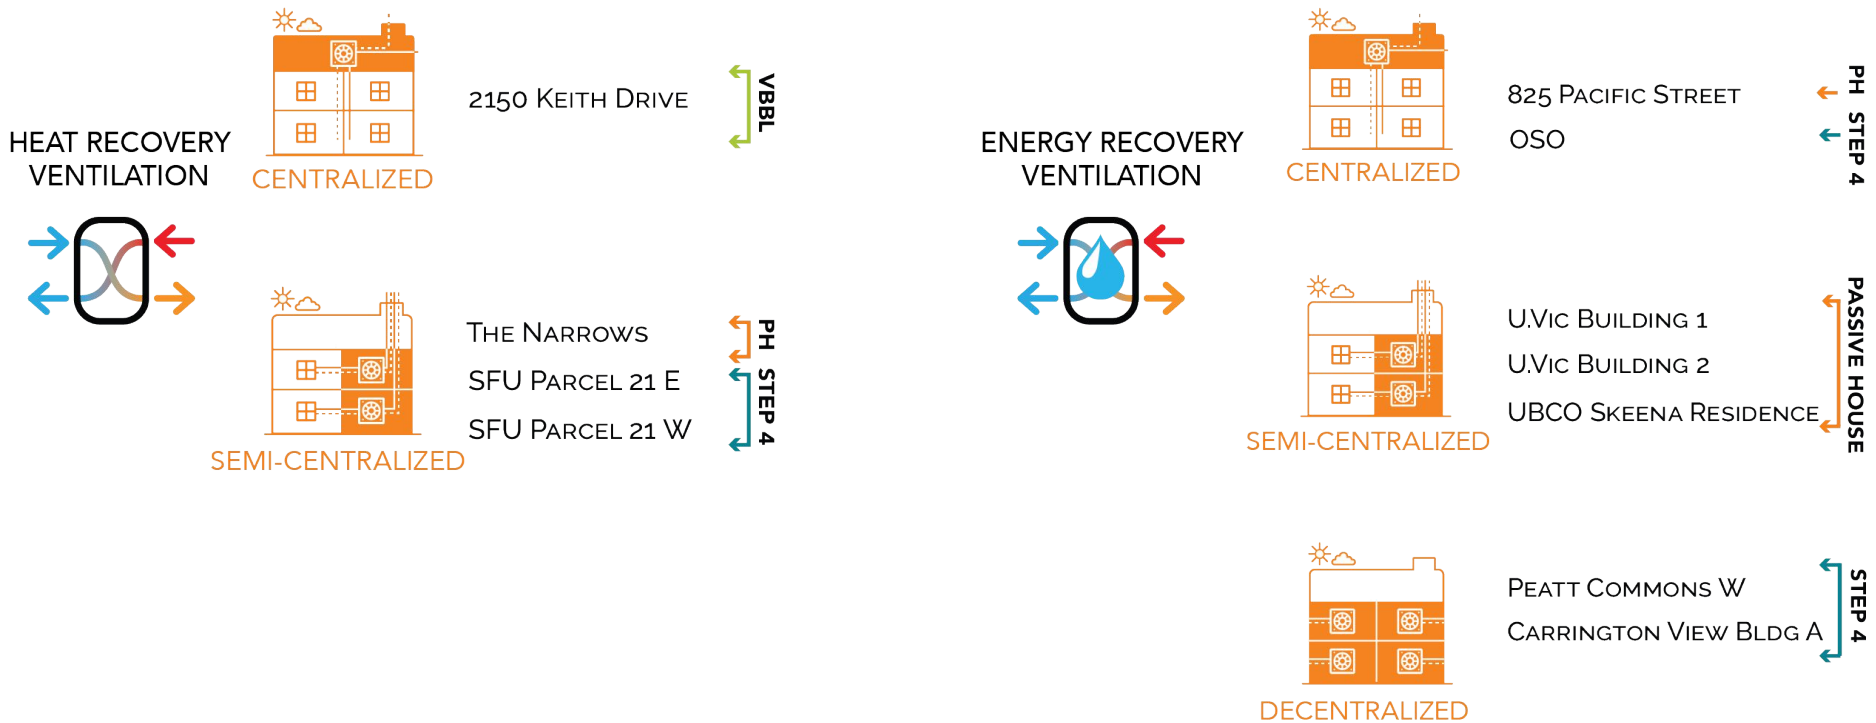 HEAT RECOVERY
VENTILATION
CENTRALIZED
2150 Keith Drive
VBBL
SEMI-CENTRALIZED
The Narrows
SFU Parcel 21 E
SFU Parcel 21 W
PH
STEP 4
ENERGY RECOVERY
VENTILATION
CENTRALIZED
825 Pacific Street
OSO
PH
STEP 4
SEMI-CENTRALIZED
U.Vic Building 1
U.Vic Building 2
UBCO Skeena Residence
PASSIVE HOUSE
DECENTRALIZED
Peatt Commons W
Carrington View Bldg A
STEP 4